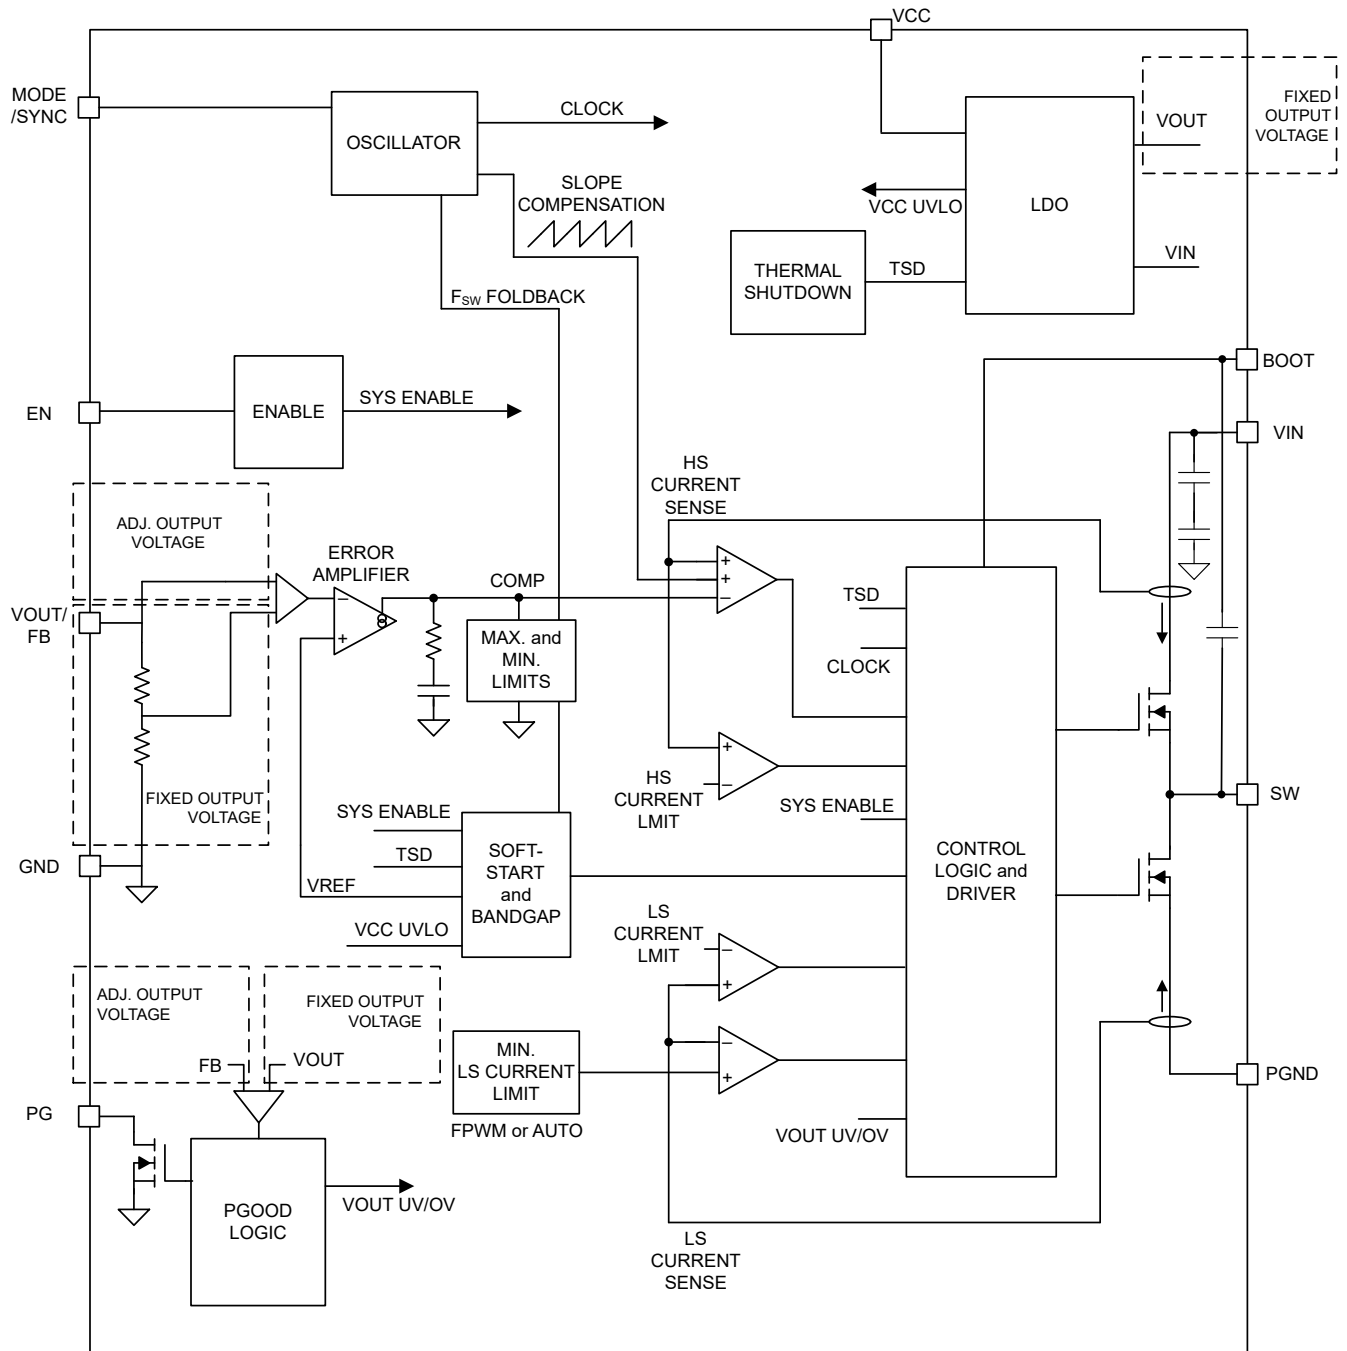 VCC
MODE
/SYNC
OSCILLATOR
CLOCK
SLOPE
COMPENSATION
FSW FOLDBACK
VCC UVLO
LDO
VOUT
FIXED
OUTPUT
VOLTAGE
VIN
THERMAL
SHUTDOWN
TSD
BOOT
EN
ENABLE
SYS ENABLE
VIN
HS
CURRENT
SENSE
ADJ. OUTPUT
VOLTAGE
ERROR
AMPLIFIER
COMP
+
+
−
−
+
VOUT/
FB
MAX. and
MIN.
LIMITS
TSD
CLOCK
+
−
HS
CURRENT
LMIT
SYS ENABLE
SW
FIXED OUTPUT
VOLTAGE
GND
SYS ENABLE
TSD
VREF
VCC UVLO
SOFT-
START
and
BANDGAP
CONTROL
LOGIC and
DRIVER
LS
CURRENT
LMIT
−
+
ADJ. OUTPUT
VOLTAGE
FIXED OUTPUT
VOLTAGE
FB
VOUT
MIN.
LS CURRENT
LIMIT
FPWM or AUTO
−
+
PGND
PG
VOUT UV/OV
PGOOD
LOGIC
VOUT UV/OV
LS
CURRENT
SENSE